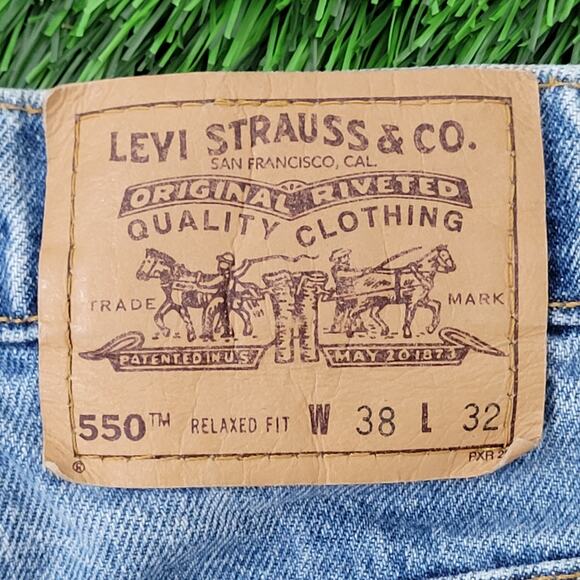 LEVI STRAUSS & CO.
SAN FRANCISCO, CAL.
ORIGINAL RIVETED
QUALITY CLOTHING
TRADE MARK
PATENTED IN U.S. MAY 20 1873
550™ RELAXED FIT W 38 L 32
® PXR